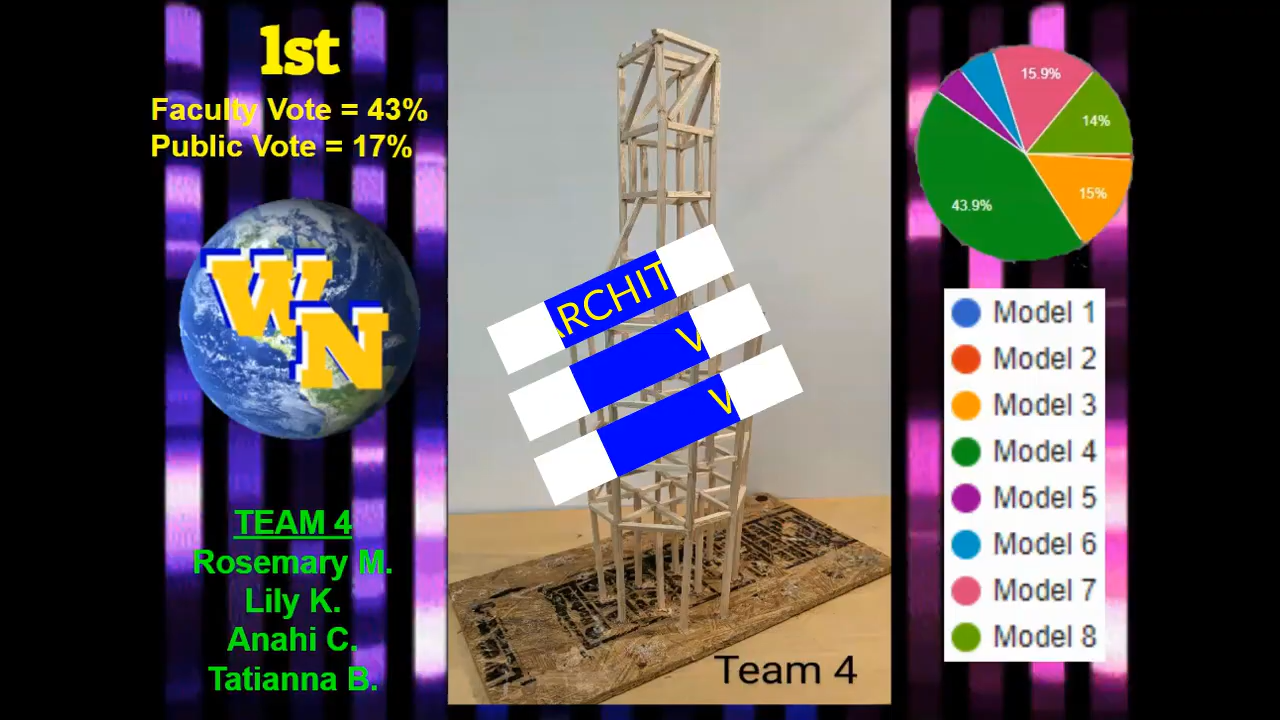 1st
Faculty Vote = 43%
Public Vote = 17%
WN
TEAM 4
Rosemary M.
Lily K.
Anahi C.
Tatianna B.
ARCHIT
V
V
Team 4
15.9%
14%
15%
43.9%
Model 1
Model 2
Model 3
Model 4
Model 5
Model 6
Model 7
Model 8